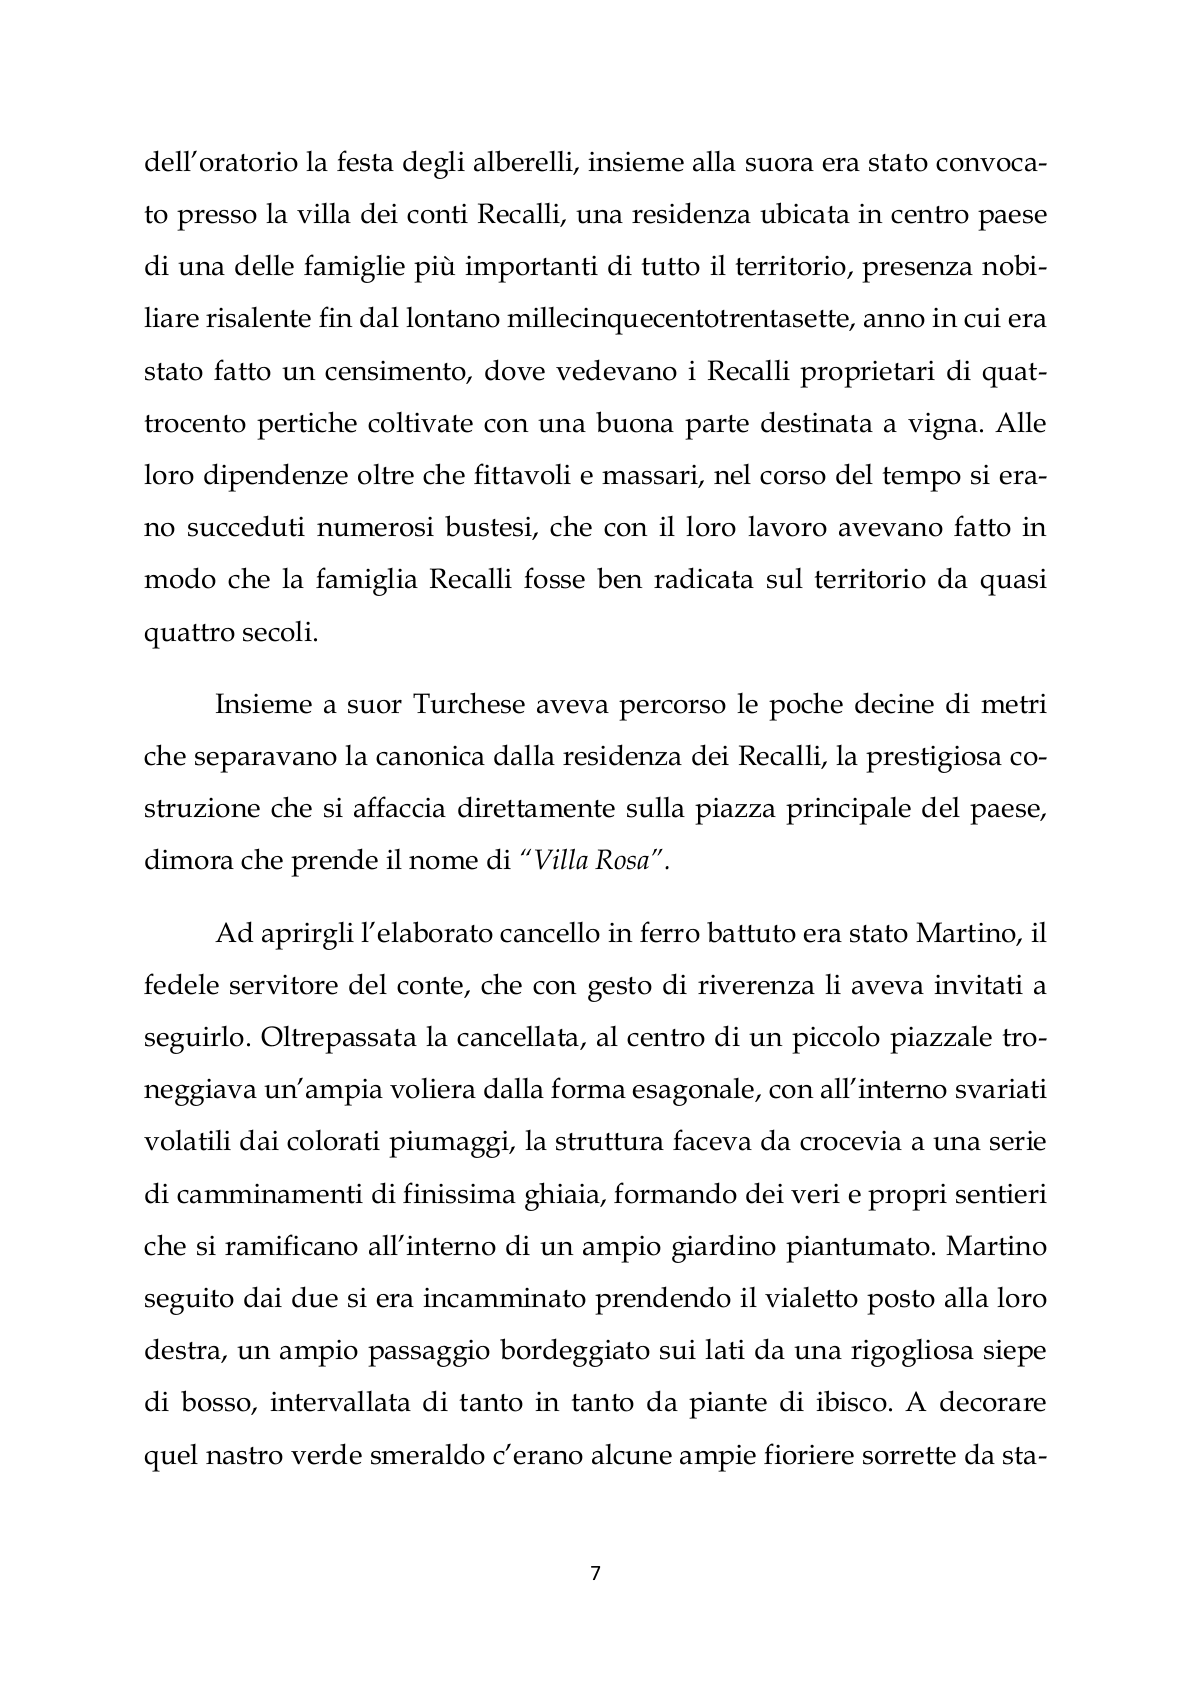 dell’oratorio la festa degli alberelli, insieme alla suora era stato convoca-
to presso la villa dei conti Recalli, una residenza ubicata in centro paese
di una delle famiglie più importanti di tutto il territorio, presenza nobi-
liare risalente fin dal lontano millecinquecentotrentasette, anno in cui era
stato fatto un censimento, dove vedevano i Recalli proprietari di quat-
trocento pertiche coltivate con una buona parte destinata a vigna. Alle
loro dipendenze oltre che fittavoli e massari, nel corso del tempo si era-
no succeduti numerosi bustesi, che con il loro lavoro avevano fatto in
modo che la famiglia Recalli fosse ben radicata sul territorio da quasi
quattro secoli.
Insieme a suor Turchese aveva percorso le poche decine di metri
che separavano la canonica dalla residenza dei Recalli, la prestigiosa co-
struzione che si affaccia direttamente sulla piazza principale del paese,
dimora che prende il nome di “Villa Rosa”.
Ad aprirgli l’elaborato cancello in ferro battuto era stato Martino, il
fedele servitore del conte, che con gesto di riverenza li aveva invitati a
seguirlo. Oltrepassata la cancellata, al centro di un piccolo piazzale tro-
neggiava un’ampia voliera dalla forma esagonale, con all’interno svariati
volatili dai colorati piumaggi, la struttura faceva da crocevia a una serie
di camminamenti di finissima ghiaia, formando dei veri e propri sentieri
che si ramificano all’interno di un ampio giardino piantumato. Martino
seguito dai due si era incamminato prendendo il vialetto posto alla loro
destra, un ampio passaggio bordeggiato sui lati da una rigogliosa siepe
di bosso, intervallata di tanto in tanto da piante di ibisco. A decorare
quel nastro verde smeraldo c’erano alcune ampie fioriere sorrette da sta-
7